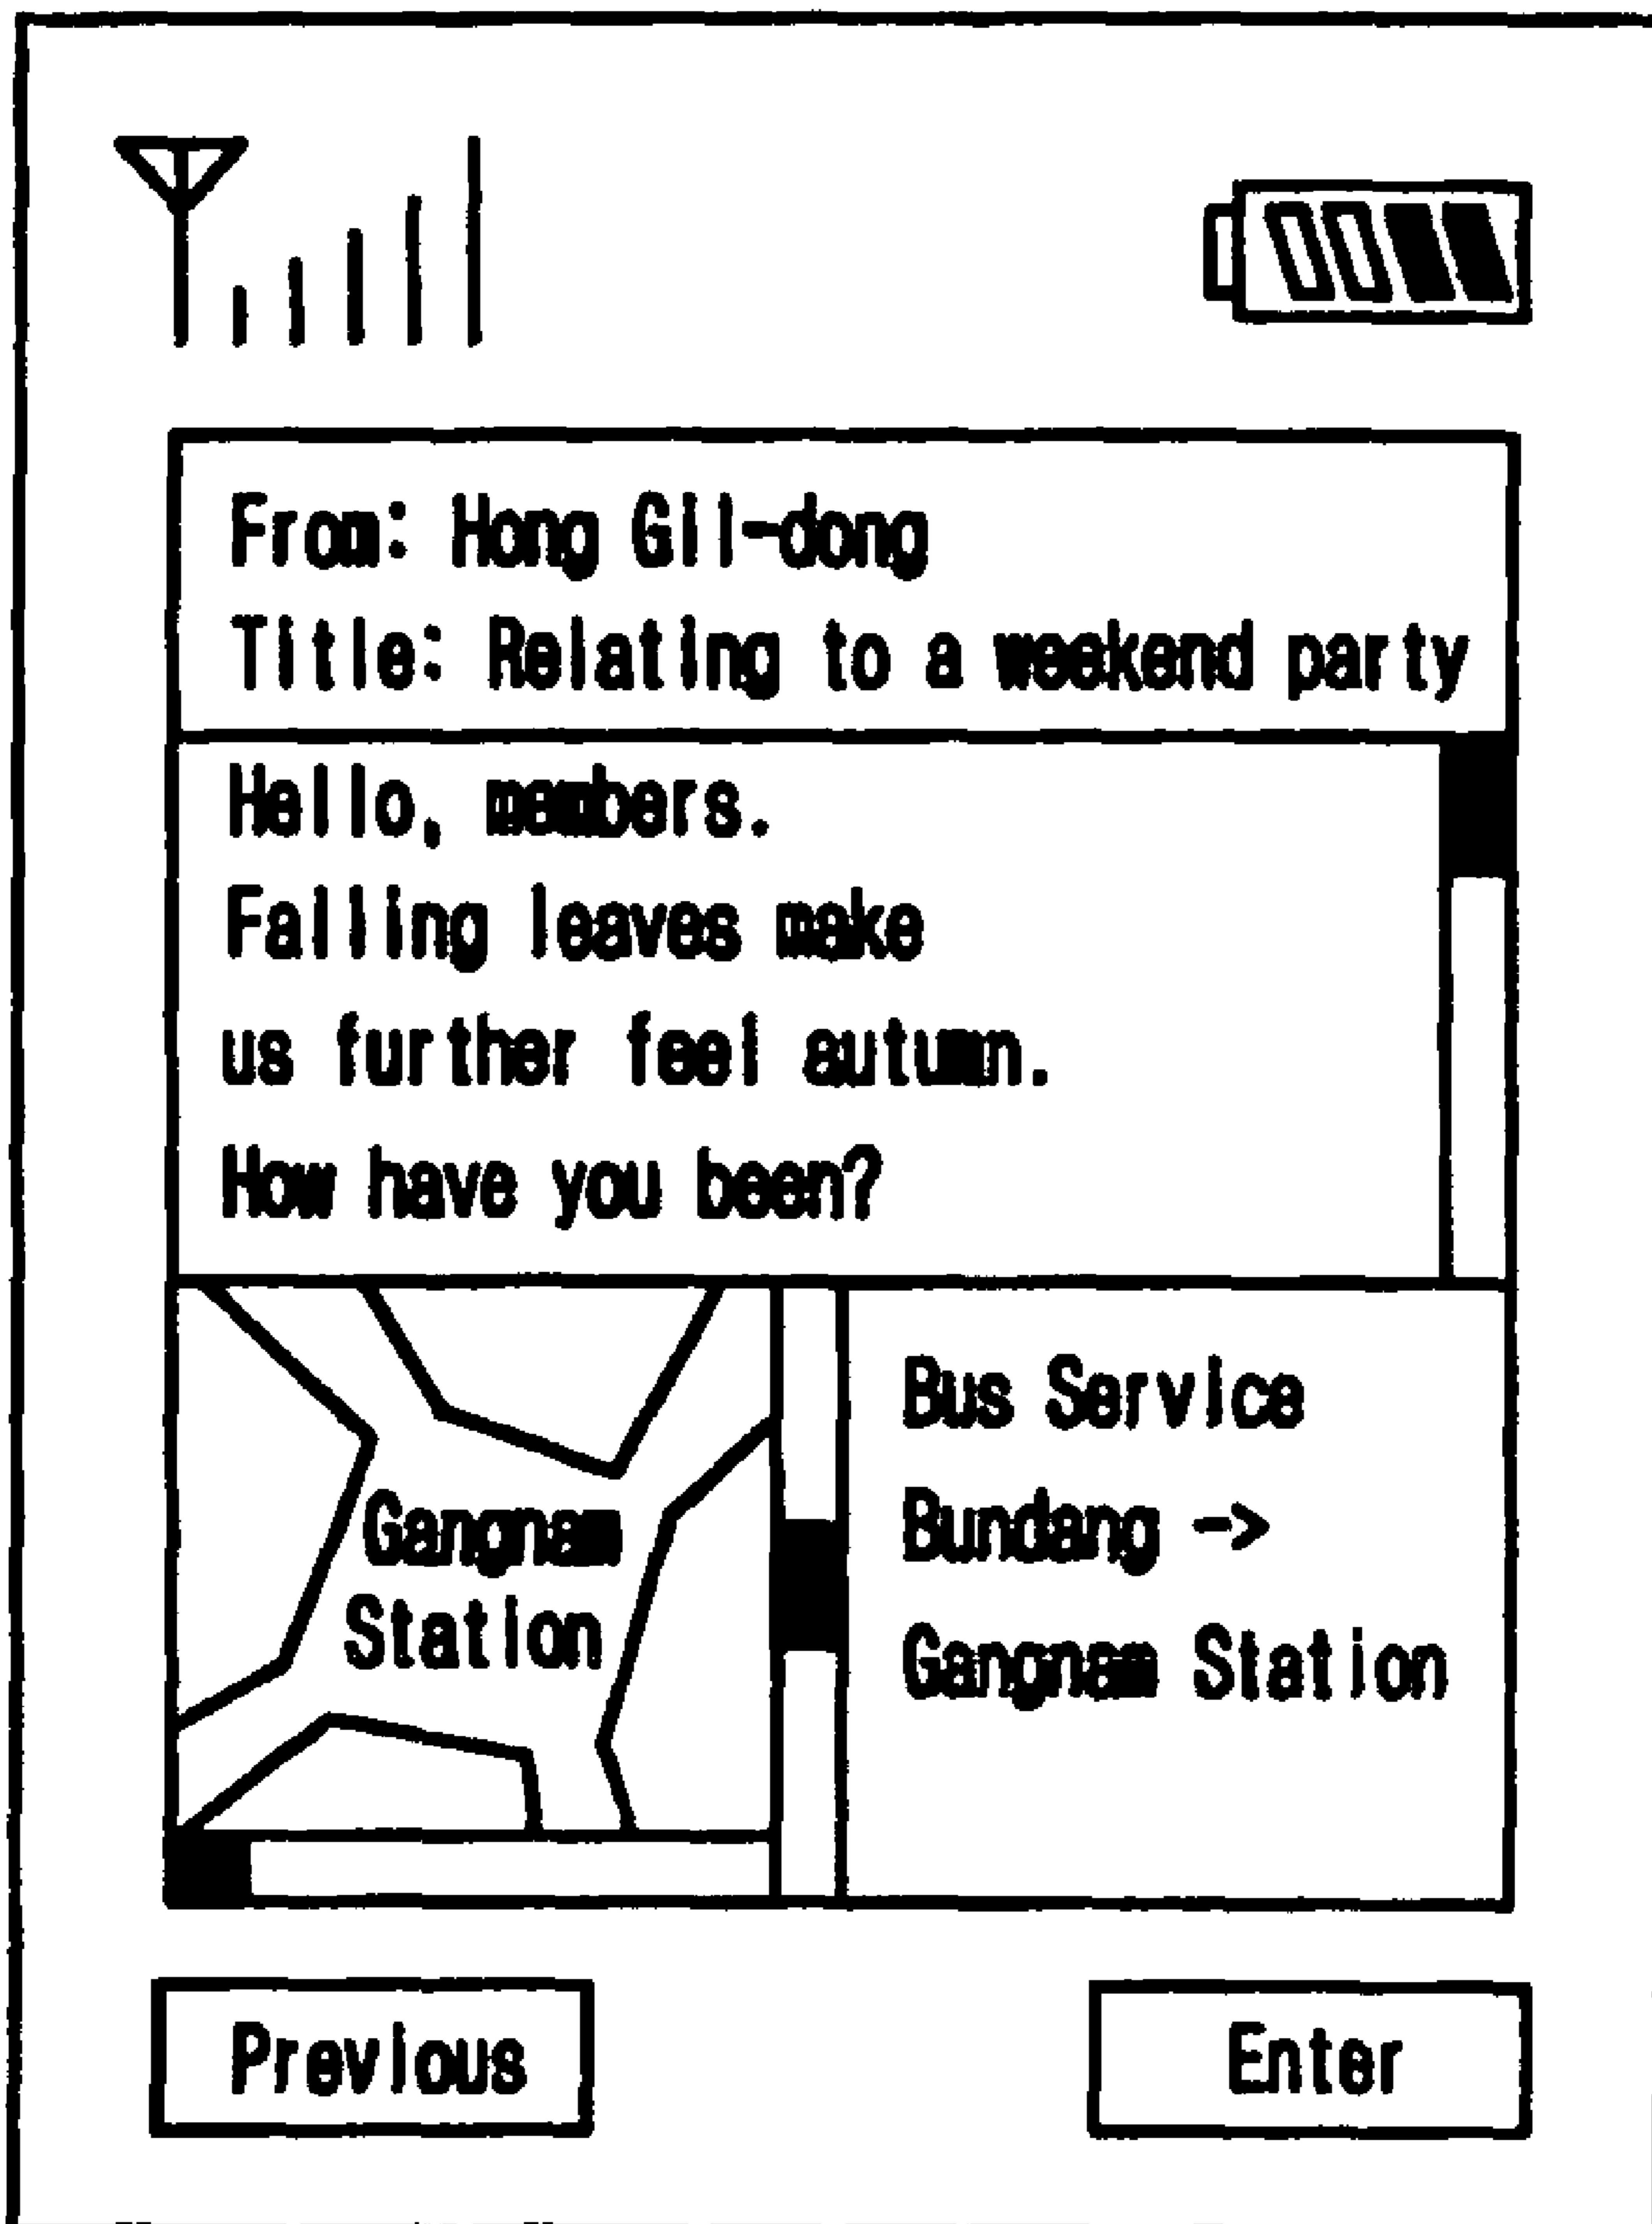 From: Hong Gil-dong
Title: Relating to a weekend party
Hello, members.
Falling leaves make
us further feel autumn.
How have you been?
Gangnam
Station
Bus Service
Bundang ->
Gangnam Station
Previous
Enter